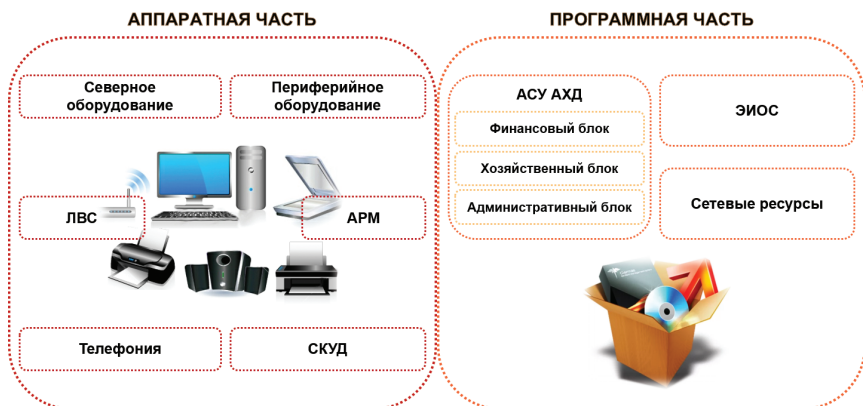 АППАРАТНАЯ ЧАСТЬ
Северное
оборудование
Периферийное
оборудование
ЛВС
АРМ
Телефония
СКУД
ПРОГРАММНАЯ ЧАСТЬ
АСУ АХД
Финансовый блок
Хозяйственный блок
Административный блок
ЭИОС
Сетевые ресурсы